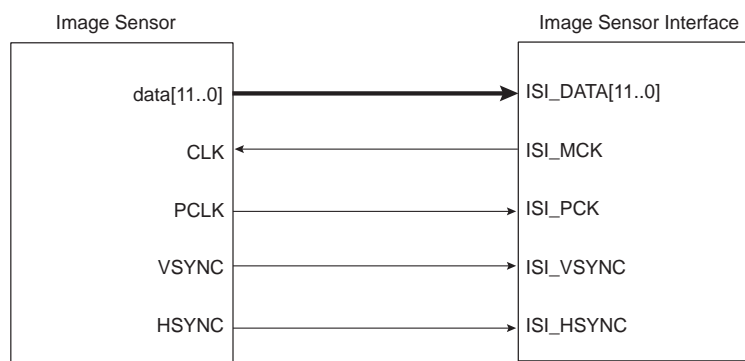 Image Sensor
Image Sensor Interface
data[11..0]
ISI_DATA[11..0]
CLK
ISI_MCK
PCLK
ISI_PCK
VSYNC
ISI_VSYNC
HSYNC
ISI_HSYNC